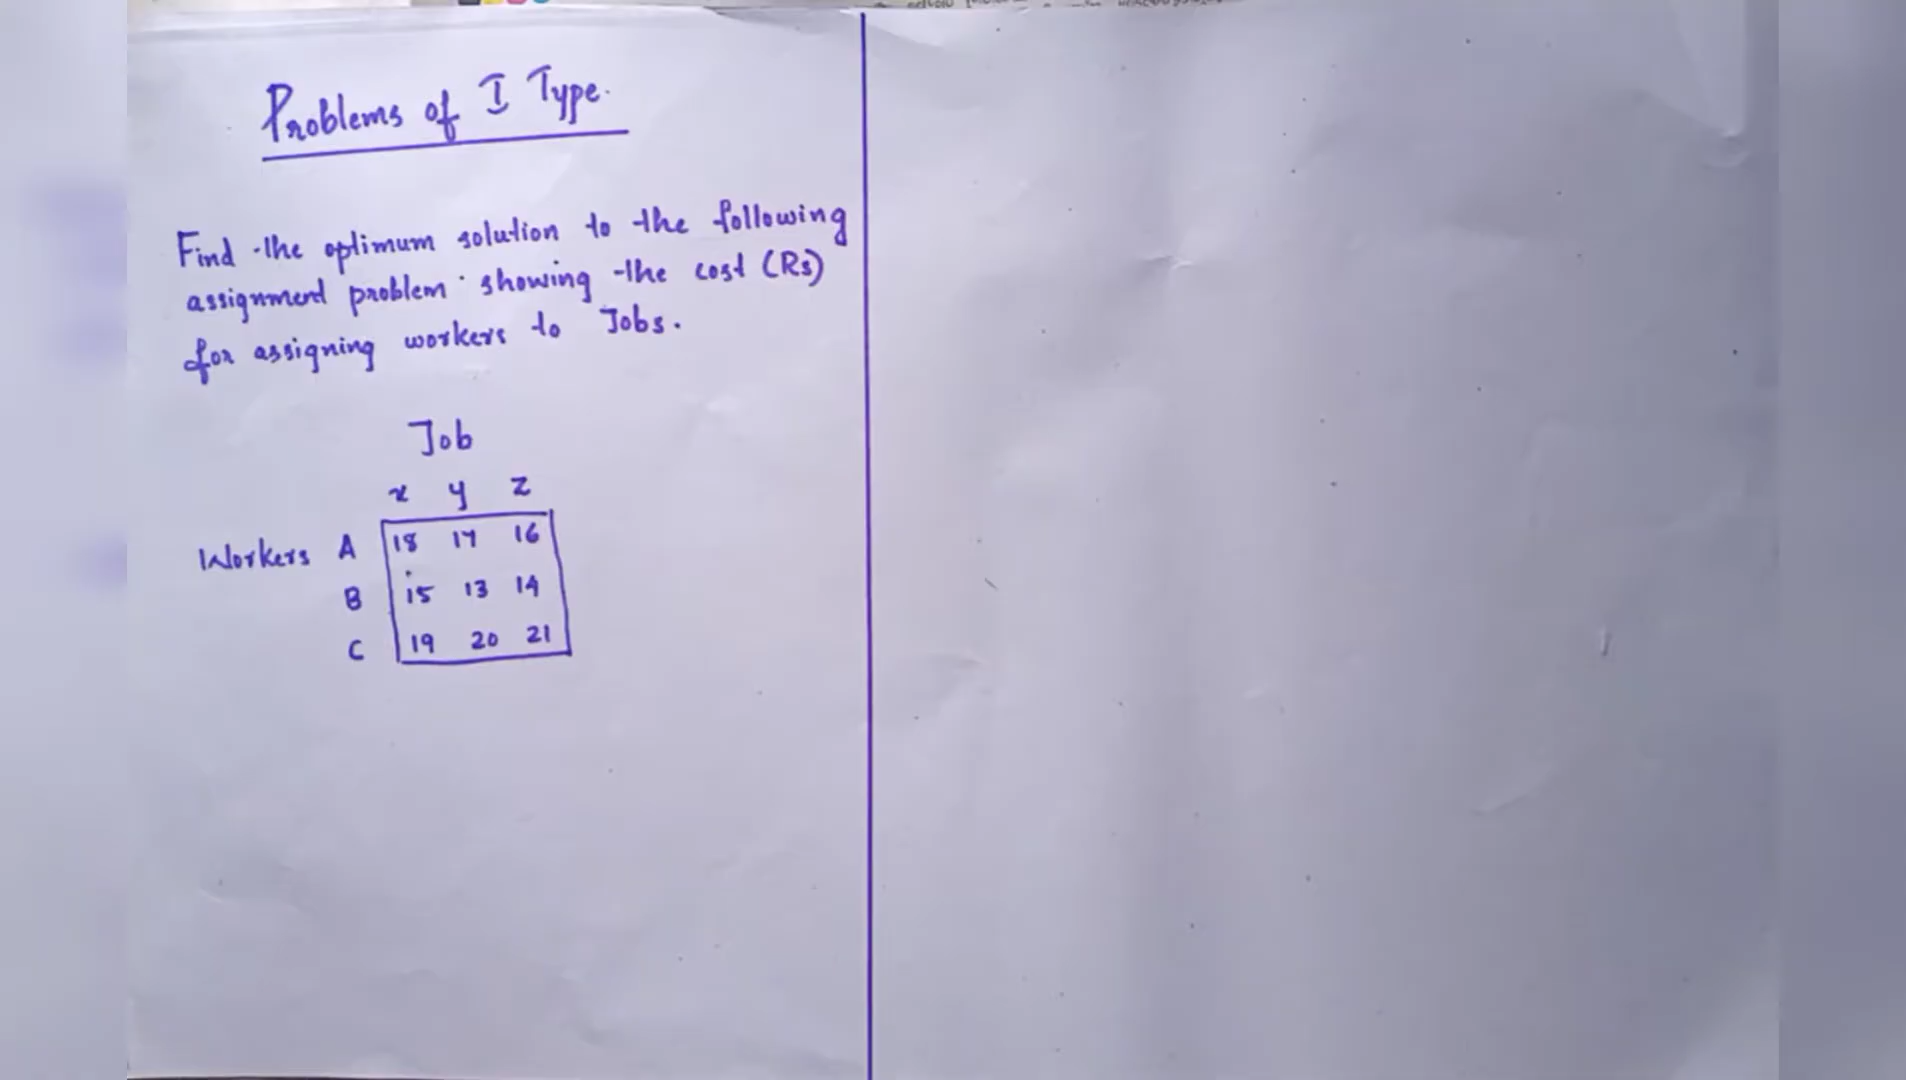 Problems of I Type.
Find the optimum solution to the following
assignment problem showing the cost (Rs)
for assigning workers to Jobs.
Job
x y z
Workers A 18 17 16
B 15 13 14
C 19 20 21